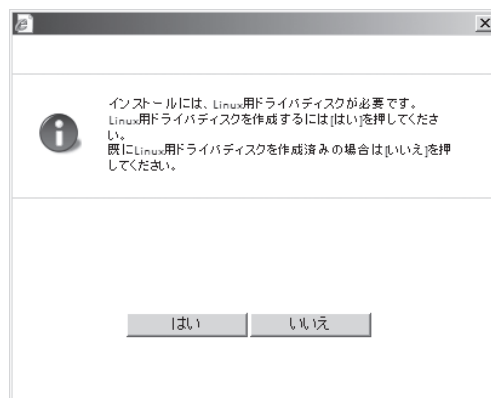 インストールには、Linux用ドライバディスクが必要です。
Linux用ドライバディスクを作成するには[はい]を押してくださ
い。
既にLinux用ドライバディスクを作成済みの場合は[いいえ]を押
してください。
はい
いいえ